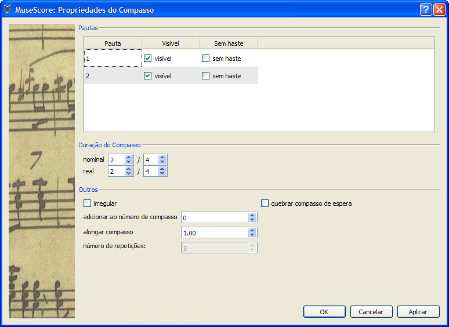 MuseScore: Propriedades do Compasso
Pautas
Pauta Visível Sem haste
1 visível sem haste
2 visível sem haste
Duração do Compasso
nominal 2 / 4
real 2 / 4
Outros
irregular quebrar compasso de espera
adicionar ao número de compasso 0
alongar compasso 1.00
número de repetições: 2
OK Cancelar Aplicar